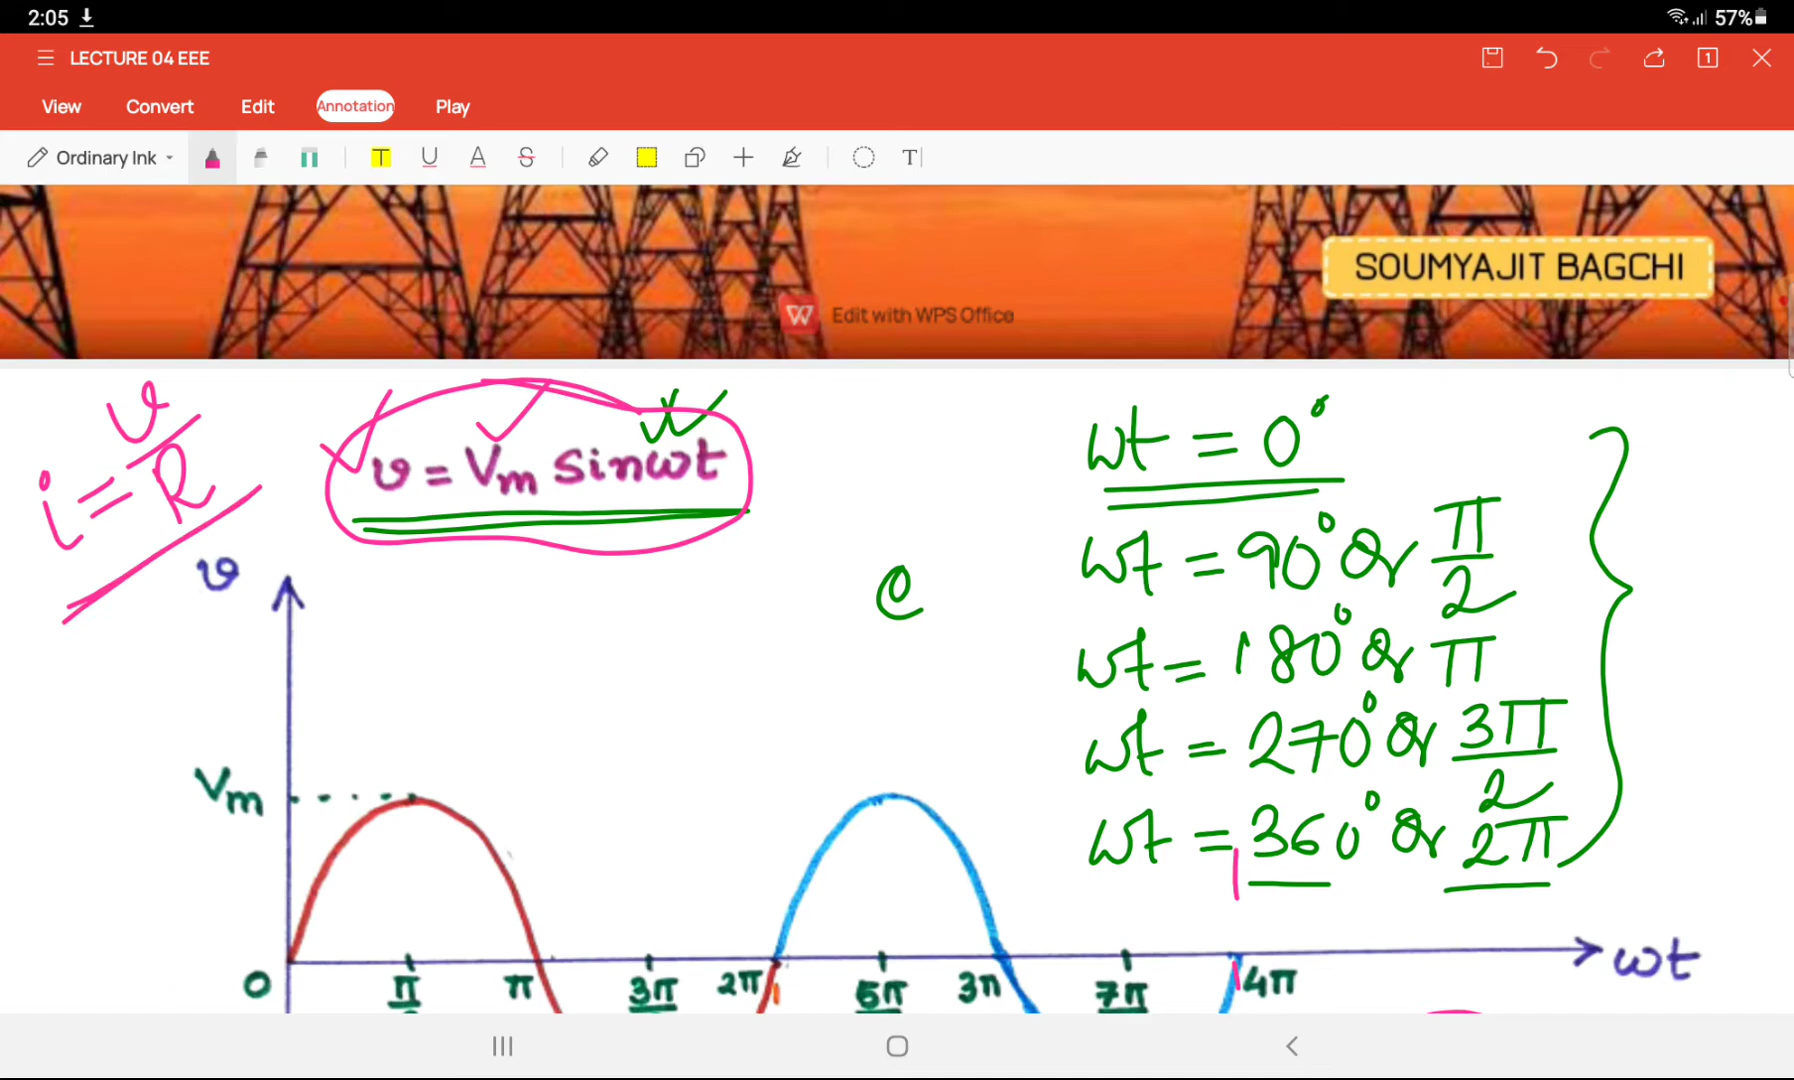 2:05
57%
LECTURE 04 EEE
1
View Convert Edit Annotation Play
Ordinary Ink T U A S T
SOUMYAJIT BAGCHI
W Edit with WPS Office
i = v/R
v = Vm sinωt
ωt = 0°
ωt = 90° or π/2
ωt = 180° or π
ωt = 270° or 3π/2
ωt = 360° or 2π
v
e
Vm
0 π 3π 2π 5π 3π 7π 4π ωt